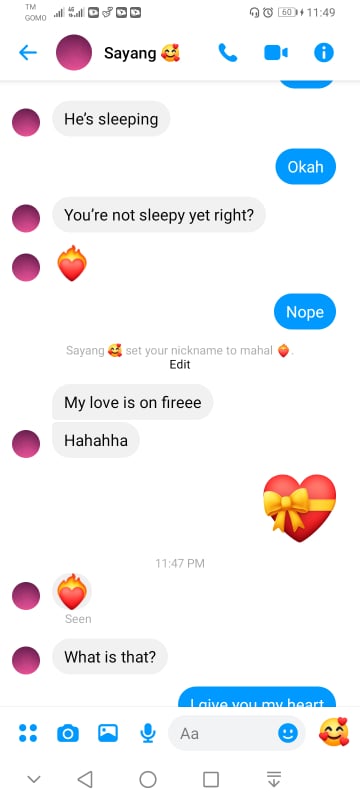 TM
GOMO
4G
60
11:49
Sayang 🥰
He's sleeping
Okah
You're not sleepy yet right?
Nope
Sayang 🥰 set your nickname to mahal ❤️‍🔥.
Edit
My love is on fireee
Hahahha
11:47 PM
Seen
What is that?
I give you my heart
Aa